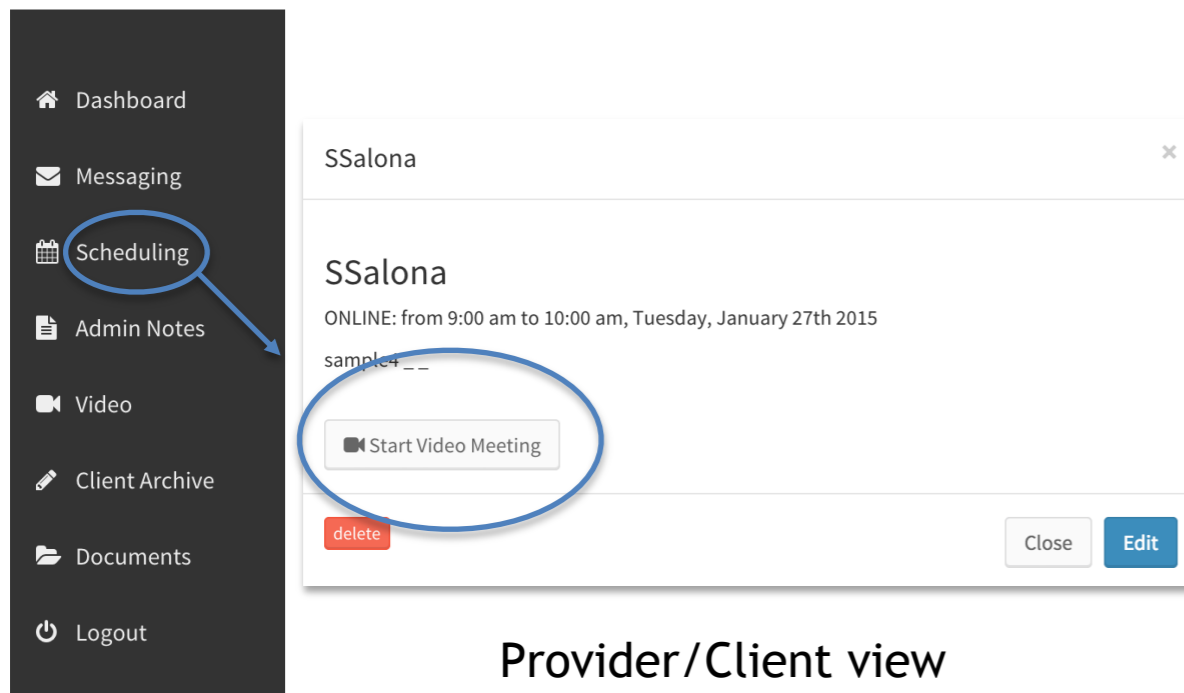 Dashboard
Messaging
Scheduling
Admin Notes
Video
Client Archive
Documents
Logout
SSalona ×
SSalona
ONLINE: from 9:00 am to 10:00 am, Tuesday, January 27th 2015
sample4 _ _
Start Video Meeting
delete
Close
Edit
Provider/Client view